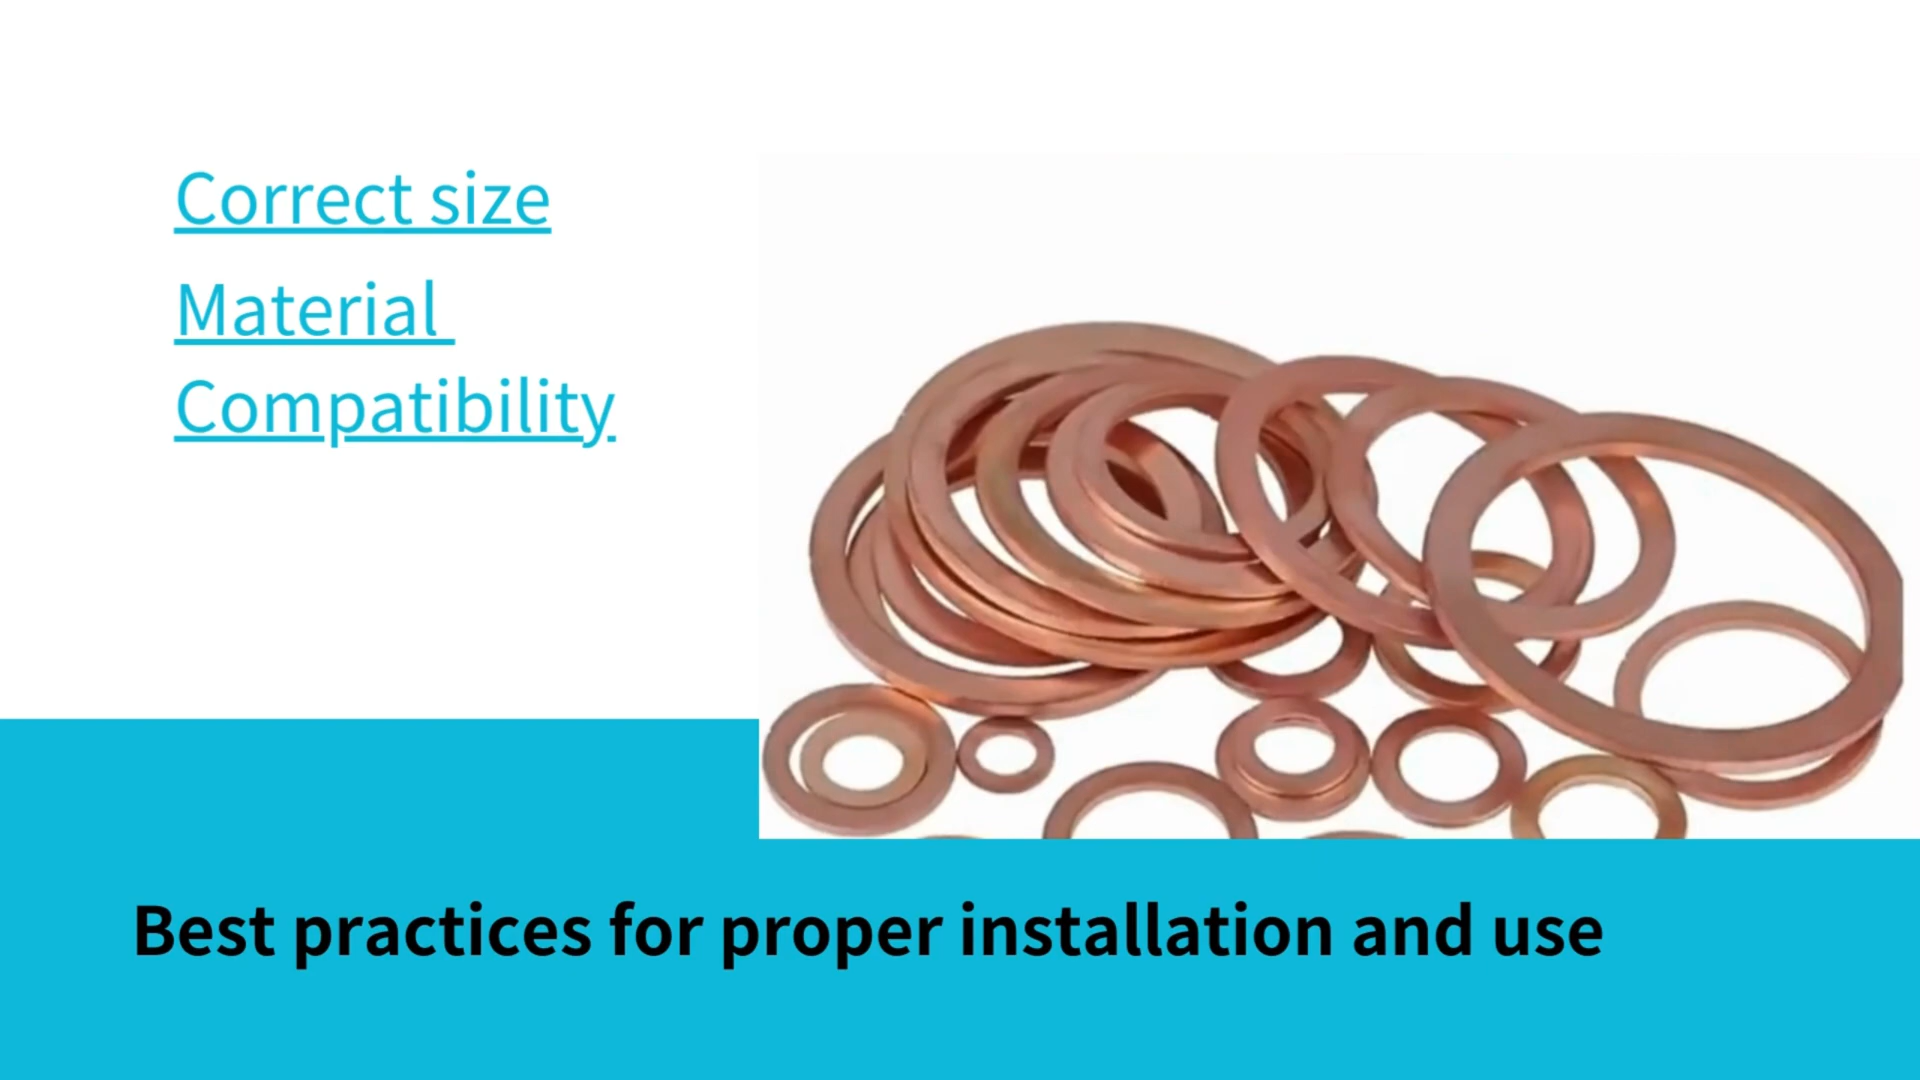 Correct size
Material
Compatibility
Best practices for proper installation and use